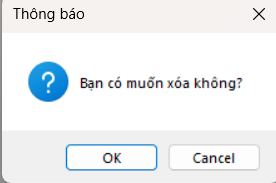 Thông báo
Bạn có muốn xóa không?
OK
Cancel